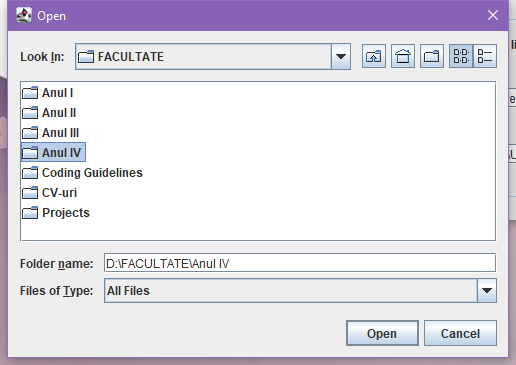 Open
Look In: FACULTATE
Anul I
Anul II
Anul III
Anul IV
Coding Guidelines
CV-uri
Projects
Folder name: D:\FACULTATE\Anul IV
Files of Type: All Files
Open Cancel